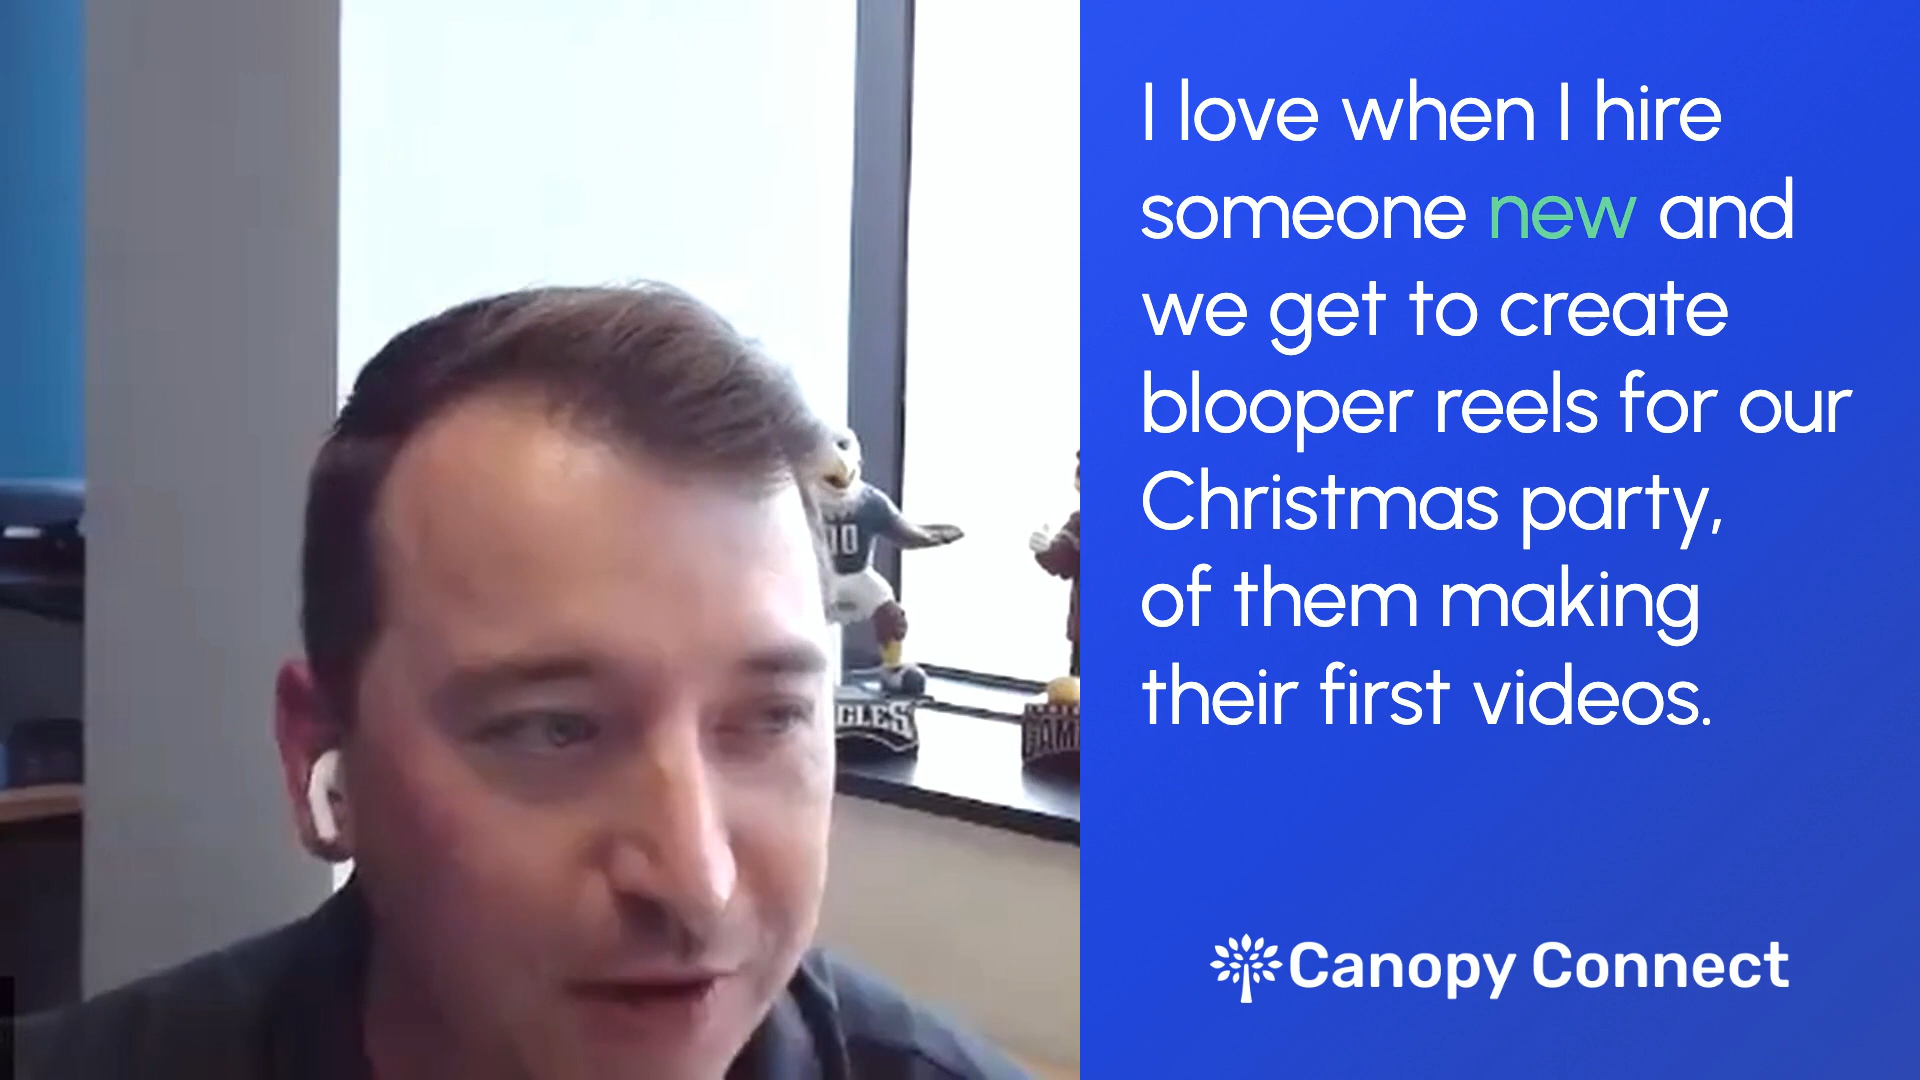 I love when I hire
someone new and
we get to create
blooper reels for our
Christmas party,
of them making
their first videos.
Canopy Connect